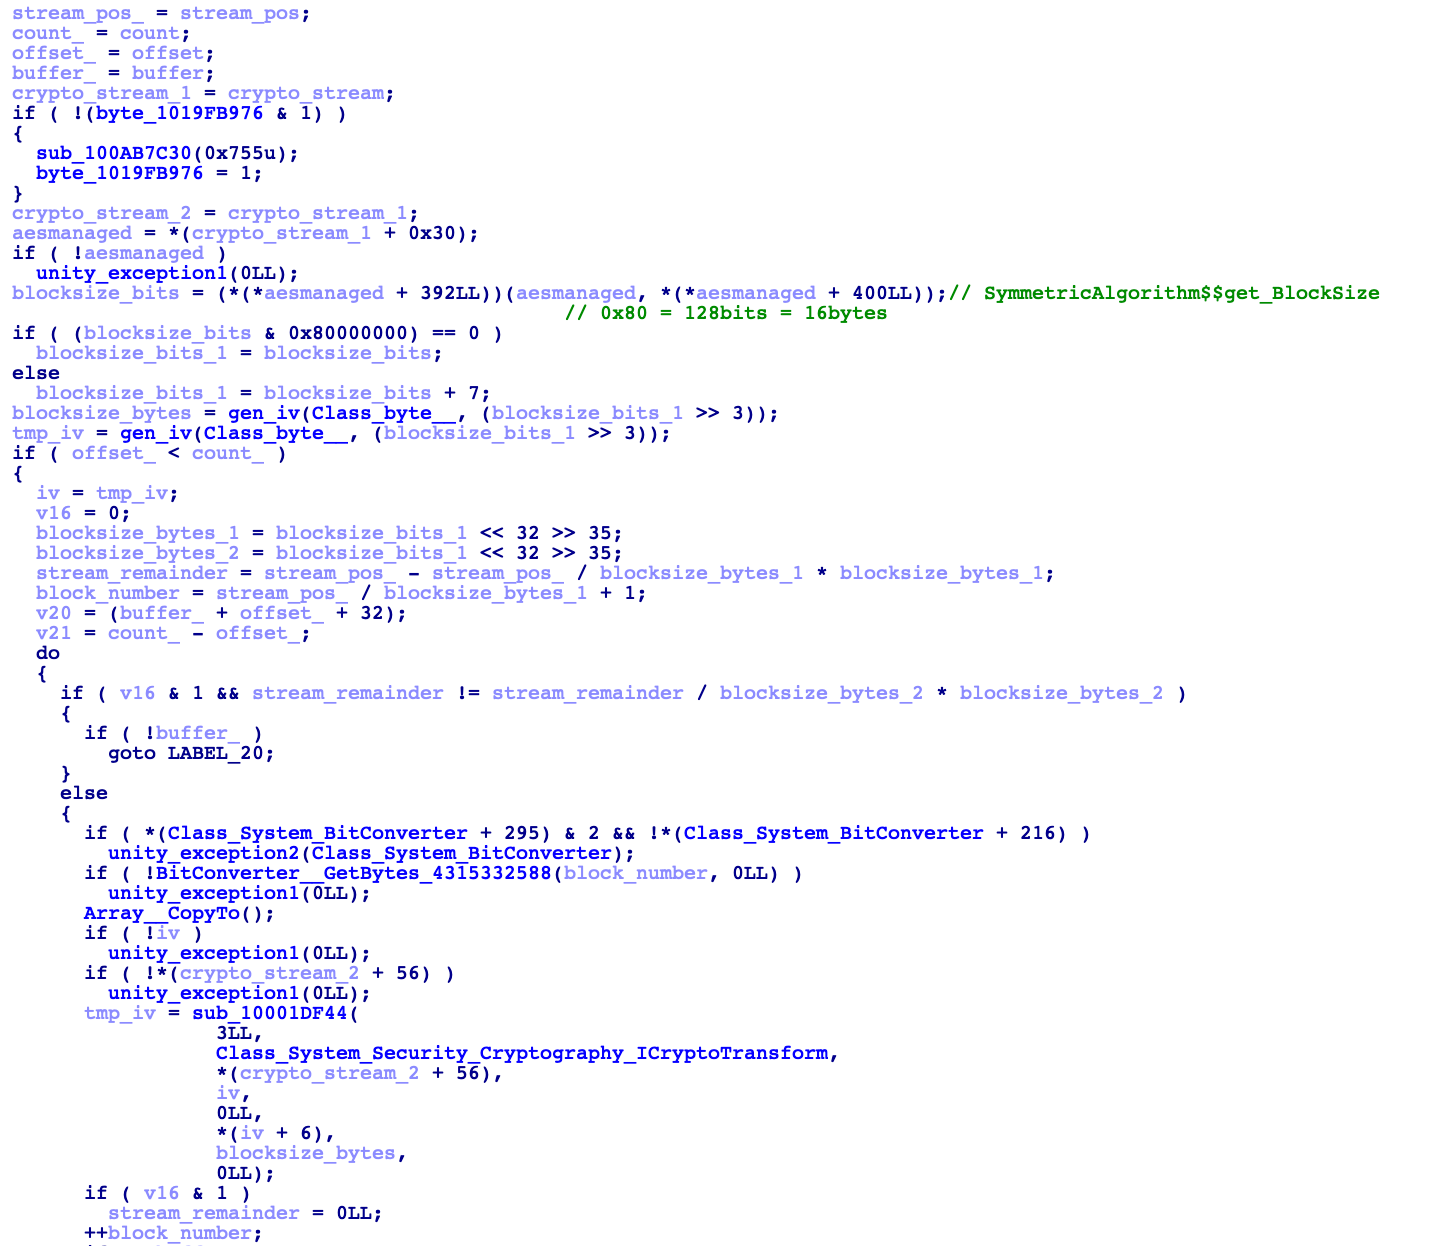 stream_pos_ = stream_pos;
count_ = count;
offset_ = offset;
buffer_ = buffer;
crypto_stream_1 = crypto_stream;
if ( !(byte_1019FB976 & 1) )
{
sub_100AB7C30(0x755u);
byte_1019FB976 = 1;
}
crypto_stream_2 = crypto_stream_1;
aesmanaged = *(crypto_stream_1 + 0x30);
if ( !aesmanaged )
unity_exception1(0LL);
blocksize_bits = (*(*aesmanaged + 392LL))(aesmanaged, *(*aesmanaged + 400LL));// SymmetricAlgorithm$$get_BlockSize
// 0x80 = 128bits = 16bytes
if ( (blocksize_bits & 0x80000000) == 0 )
blocksize_bits_1 = blocksize_bits;
else
blocksize_bits_1 = blocksize_bits + 7;
blocksize_bytes = gen_iv(Class_byte__, (blocksize_bits_1 >> 3));
tmp_iv = gen_iv(Class_byte__, (blocksize_bits_1 >> 3));
if ( offset_ < count_ )
{
iv = tmp_iv;
v16 = 0;
blocksize_bytes_1 = blocksize_bits_1 << 32 >> 35;
blocksize_bytes_2 = blocksize_bits_1 << 32 >> 35;
stream_remainder = stream_pos_ - stream_pos_ / blocksize_bytes_1 * blocksize_bytes_1;
block_number = stream_pos_ / blocksize_bytes_1 + 1;
v20 = (buffer_ + offset_ + 32);
v21 = count_ - offset_;
do
{
if ( v16 & 1 && stream_remainder != stream_remainder / blocksize_bytes_2 * blocksize_bytes_2 )
{
if ( !buffer_ )
goto LABEL_20;
}
else
{
if ( *(Class_System_BitConverter + 295) & 2 && !*(Class_System_BitConverter + 216) )
unity_exception2(Class_System_BitConverter);
if ( !BitConverter__GetBytes_4315332588(block_number, 0LL) )
unity_exception1(0LL);
Array__CopyTo();
if ( !iv )
unity_exception1(0LL);
if ( !*(crypto_stream_2 + 56) )
unity_exception1(0LL);
tmp_iv = sub_10001DF44(
3LL,
Class_System_Security_Cryptography_ICryptoTransform,
*(crypto_stream_2 + 56),
iv,
0LL,
*(iv + 6),
blocksize_bytes,
0LL);
if ( v16 & 1 )
stream_remainder = 0LL;
++block_number;